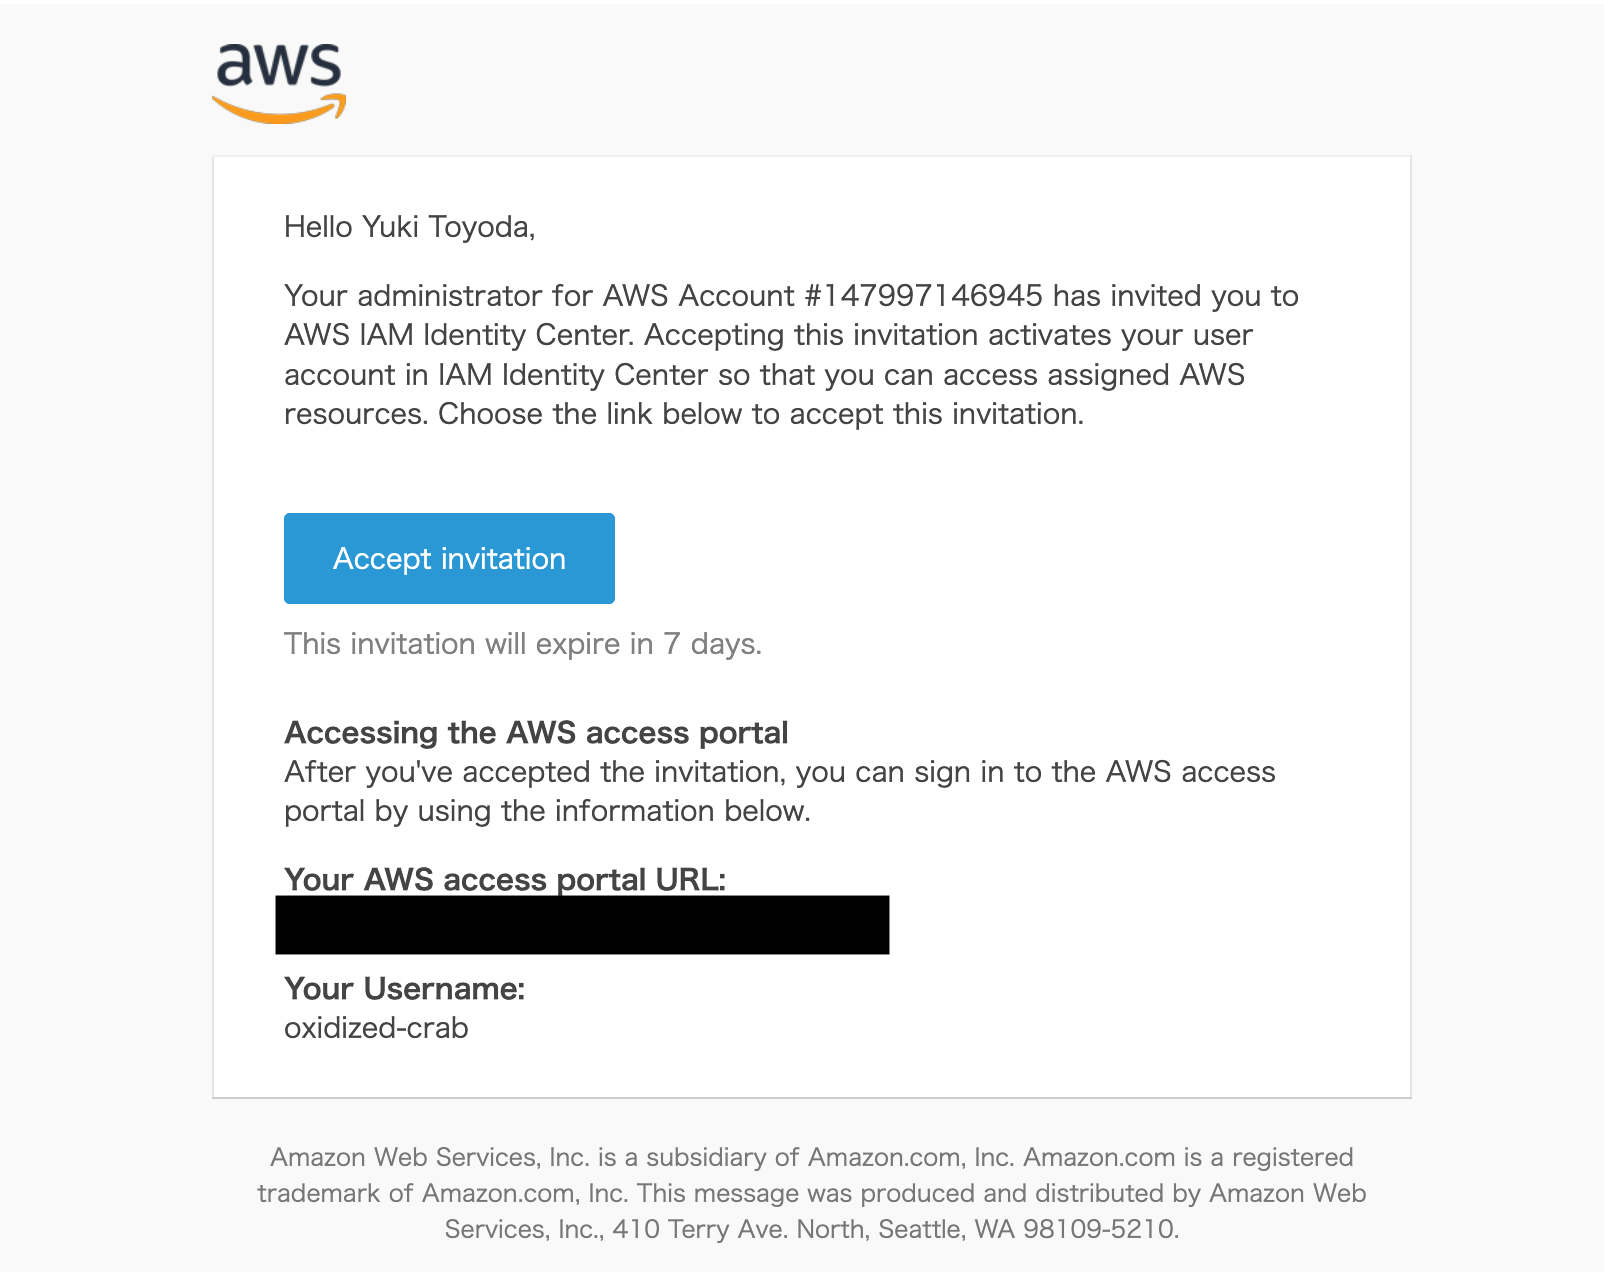 aws
Hello Yuki Toyoda,
Your administrator for AWS Account #147997146945 has invited you to
AWS IAM Identity Center. Accepting this invitation activates your user
account in IAM Identity Center so that you can access assigned AWS
resources. Choose the link below to accept this invitation.
Accept invitation
This invitation will expire in 7 days.
Accessing the AWS access portal
After you've accepted the invitation, you can sign in to the AWS access
portal by using the information below.
Your AWS access portal URL:
Your Username:
oxidized-crab
Amazon Web Services, Inc. is a subsidiary of Amazon.com, Inc. Amazon.com is a registered
trademark of Amazon.com, Inc. This message was produced and distributed by Amazon Web
Services, Inc., 410 Terry Ave. North, Seattle, WA 98109-5210.